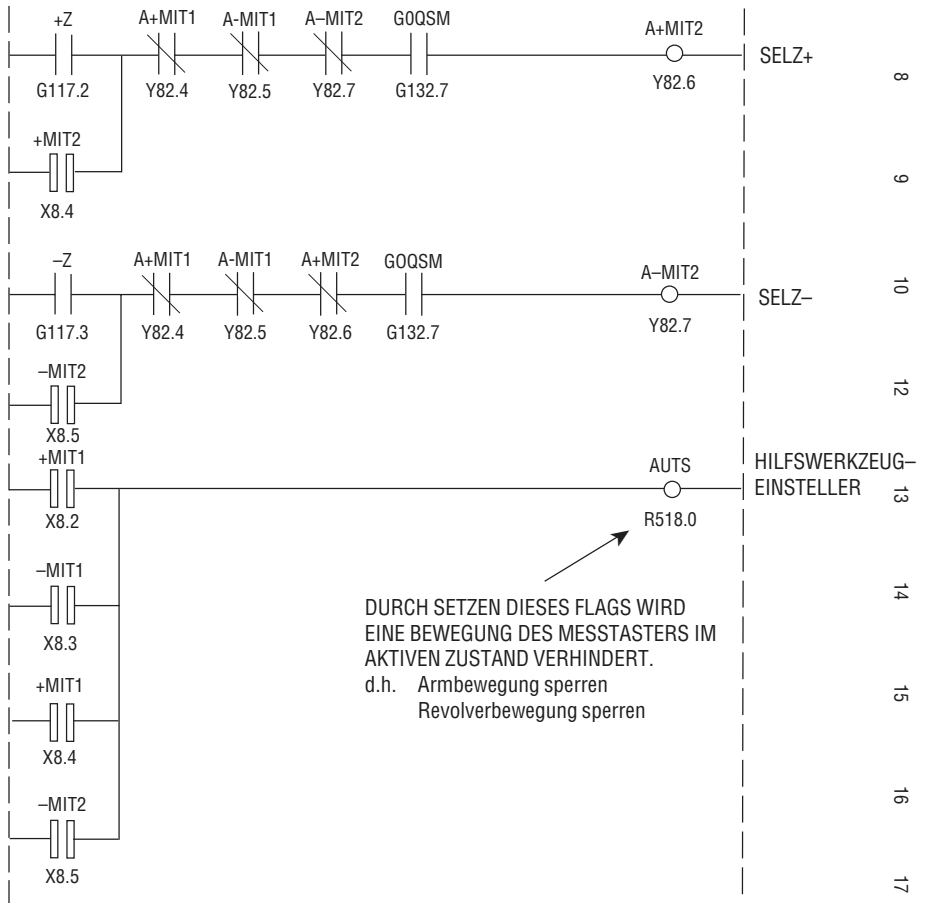 +Z A+MIT1 A-MIT1 A–MIT2 G0QSM A+MIT2
SELZ+
G117.2 Y82.4 Y82.5 Y82.7 G132.7 Y82.6
8
+MIT2
X8.4
9
–Z A+MIT1 A-MIT1 A+MIT2 G0QSM A–MIT2
SELZ–
G117.3 Y82.4 Y82.5 Y82.6 G132.7 Y82.7
10
–MIT2
X8.5
12
+MIT1
X8.2
AUTS
R518.0
HILFSWERKZEUG–
EINSTELLER
13
–MIT1
X8.3
14
DURCH SETZEN DIESES FLAGS WIRD
EINE BEWEGUNG DES MESSTASTERS IM
AKTIVEN ZUSTAND VERHINDERT.
d.h. Armbewegung sperren
Revolverbewegung sperren
+MIT1
X8.4
15
–MIT2
X8.5
16
17